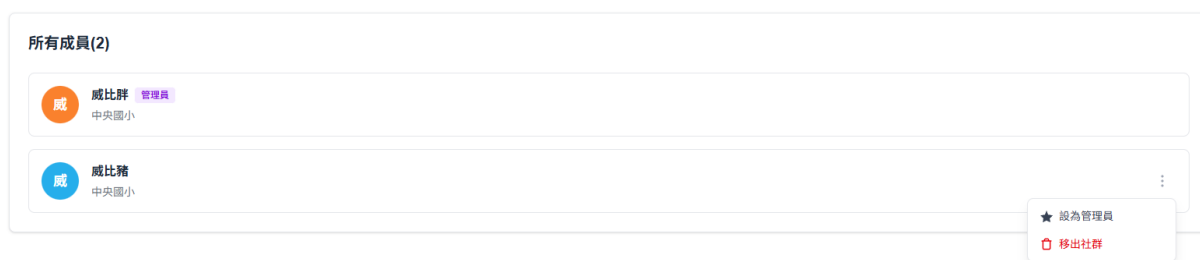 所有成員(2)
威
威比胖 管理員
中央國小
威
威比豬
中央國小
設為管理員
移出社群